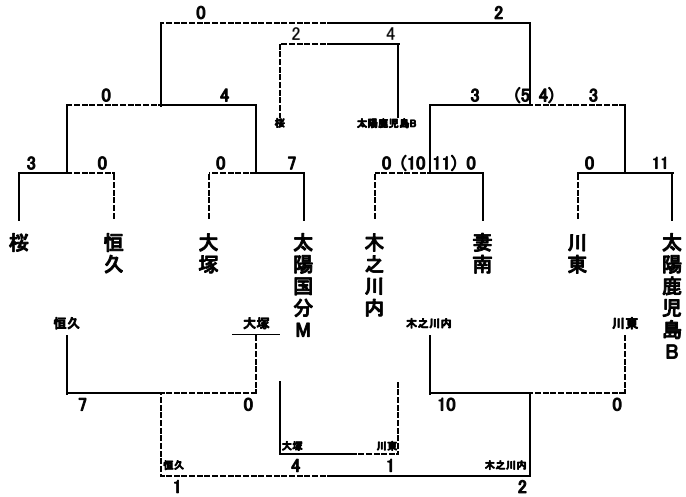 0 2
2 4
0 4 3 (5 4) 3
桜 太陽鹿児島B
3 0 0 7 0 (10 11) 0 0 11
桜
恒久
大塚
太陽国分M
木之川内
妻南
川東
太陽鹿児島B
恒久 大塚 木之川内 川東
7 0 10 0
大塚 川東
恒久 4 1 木之川内
1 2